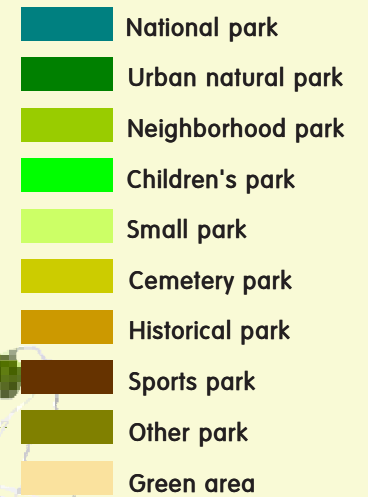 National park
Urban natural park
Neighborhood park
Children's park
Small park
Cemetery park
Historical park
Sports park
Other park
Green area